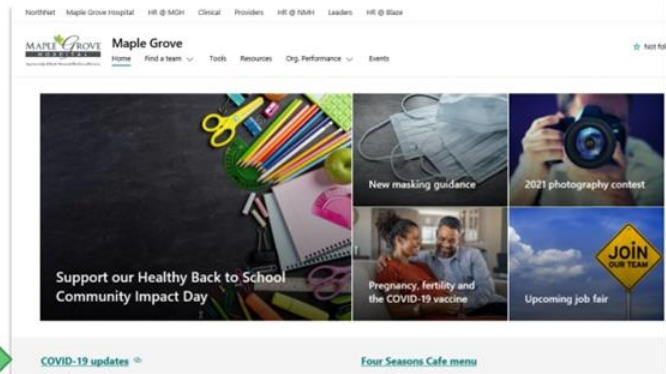 NorthNet Maple Grove Hospital HR @ MGH Clinical Providers HR @ NMH Leaders HR @ Blaze
MAPLE GROVE
HOSPITAL
Maple Grove
Not fol
Home Find a team Tools Resources Org. Performance Events
New masking guidance
2021 photography contest
Support our Healthy Back to School
Community Impact Day
Pregnancy, fertility and
the COVID-19 vaccine
JOIN
OUR TEAM
Upcoming job fair
COVID-19 updates
Four Seasons Cafe menu